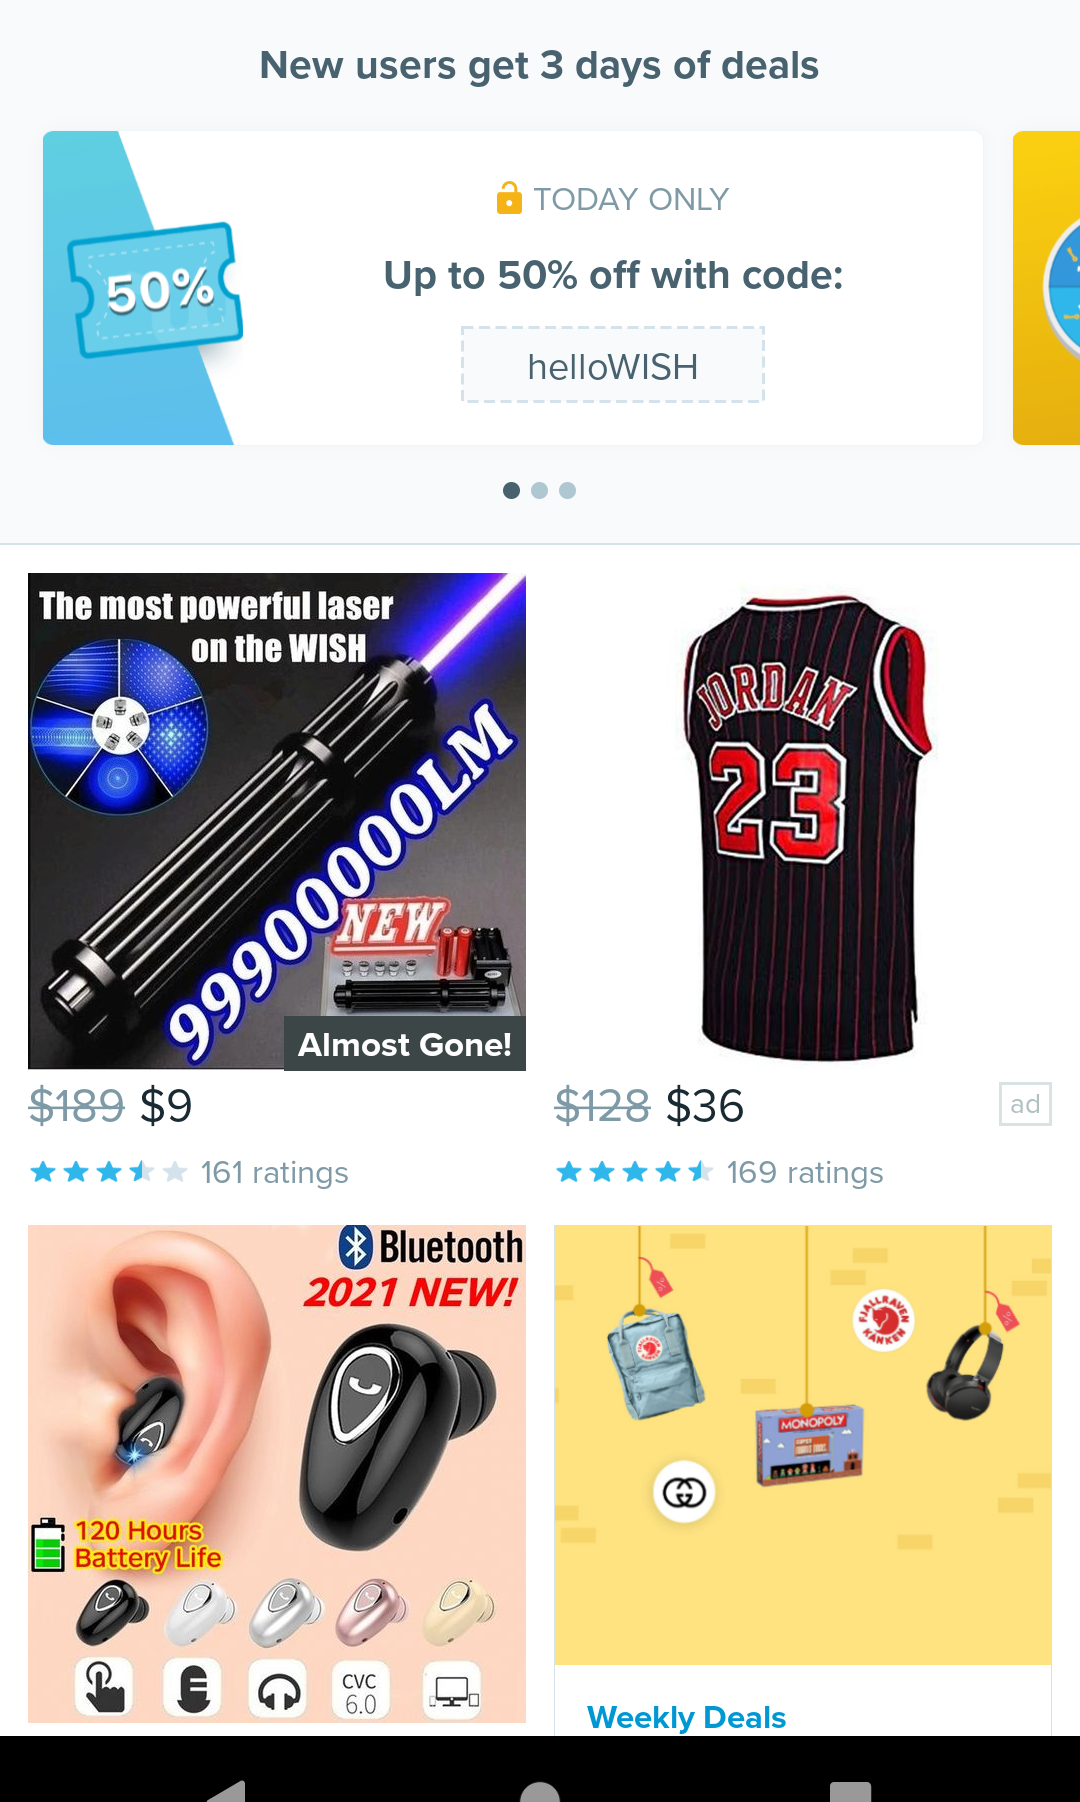 New users get 3 days of deals
50%
TODAY ONLY
Up to 50% off with code:
helloWISH
The most powerful laser
on the WISH
9990000000LM
NEW
Almost Gone!
$189 $9
161 ratings
JORDAN
23
$128 $36
ad
169 ratings
Bluetooth
2021 NEW!
120 Hours
Battery Life
CVC
6.0
FJALLRAVEN
KANKEN
MONOPOLY
Weekly Deals